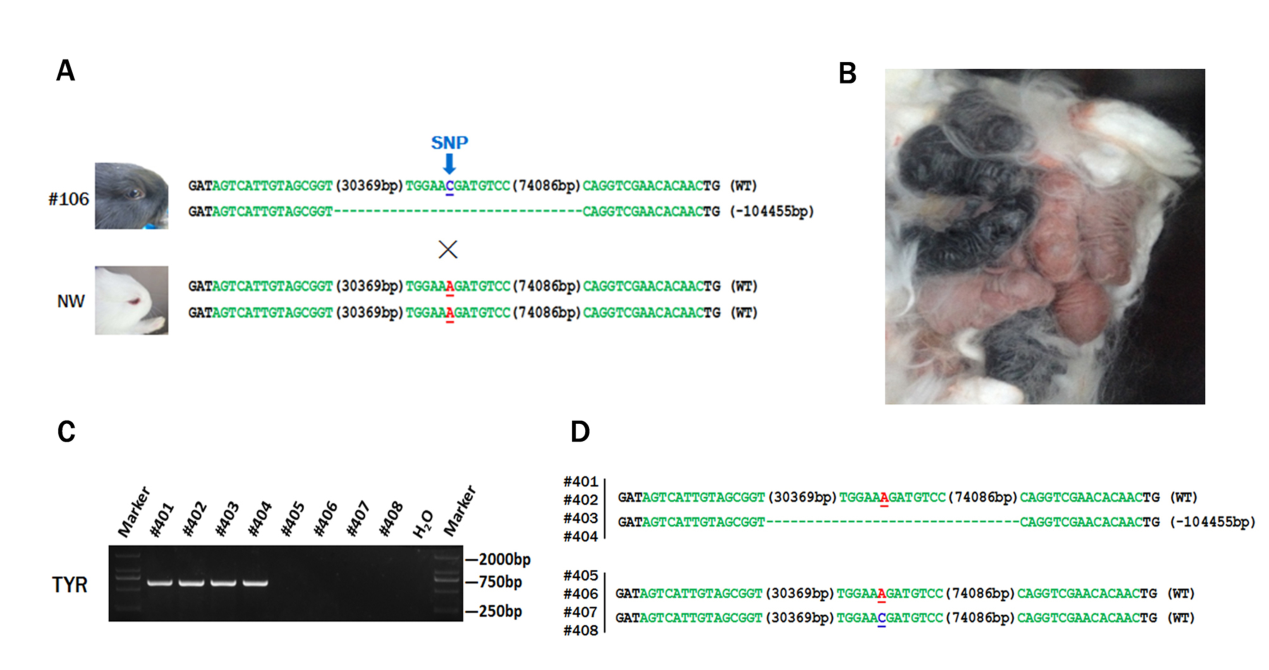 A
B
SNP
#106
GATAGTCATTGTAGCGGT(30369bp)TGGAACGATGTCC(74086bp)CAGGTCGAACACAACTG (WT)
GATAGTCATTGTAGCGGT------------------------------CAGGTCGAACACAACTG (-104455bp)
×
NW
GATAGTCATTGTAGCGGT(30369bp)TGGAAAGATGTCC(74086bp)CAGGTCGAACACAACTG (WT)
GATAGTCATTGTAGCGGT(30369bp)TGGAAAGATGTCC(74086bp)CAGGTCGAACACAACTG (WT)
C
Marker #401 #402 #403 #404 #405 #406 #407 #408 H₂O Marker
TYR
2000bp
750bp
250bp
D
#401
#402
#403
#404
GATAGTCATTGTAGCGGT(30369bp)TGGAAAGATGTCC(74086bp)CAGGTCGAACACAACTG (WT)
GATAGTCATTGTAGCGGT------------------------------CAGGTCGAACACAACTG (-104455bp)
#405
#406
#407
#408
GATAGTCATTGTAGCGGT(30369bp)TGGAAAGATGTCC(74086bp)CAGGTCGAACACAACTG (WT)
GATAGTCATTGTAGCGGT(30369bp)TGGAACGATGTCC(74086bp)CAGGTCGAACACAACTG (WT)